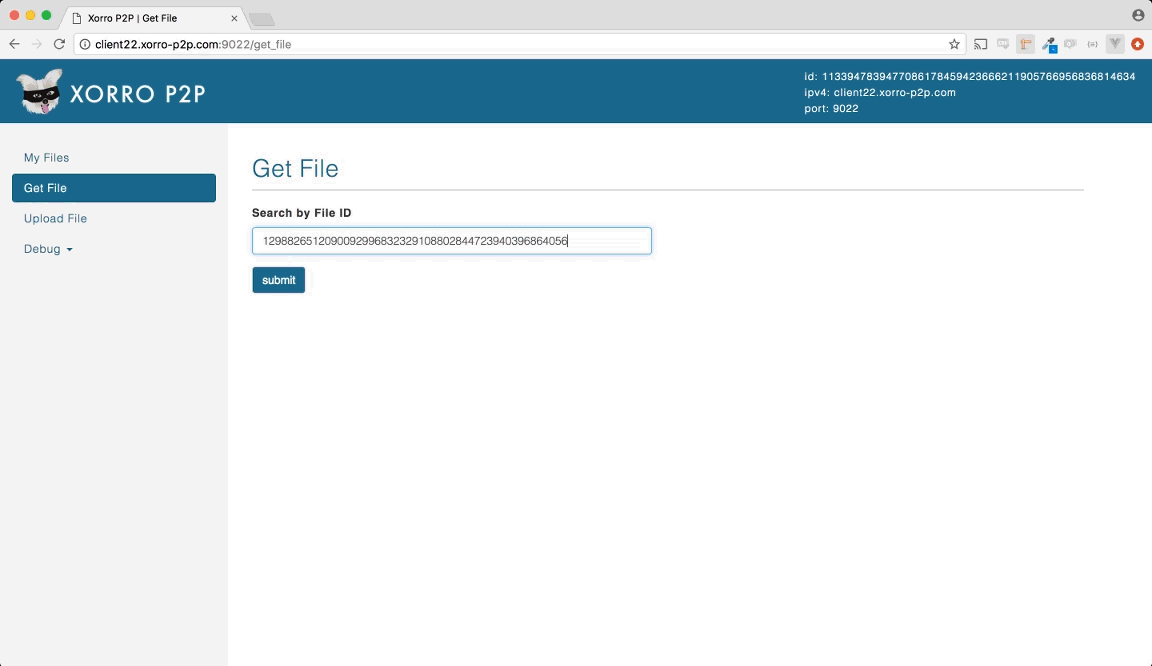 Xorro P2P | Get File
client22.xorro-p2p.com:9022/get_file
XORRO P2P
id: 1133947839477086178459423666211905766956836814634
ipv4: client22.xorro-p2p.com
port: 9022
My Files
Get File
Upload File
Debug
Get File
Search by File ID
1298826512090092996832329108802844723940396864056
submit